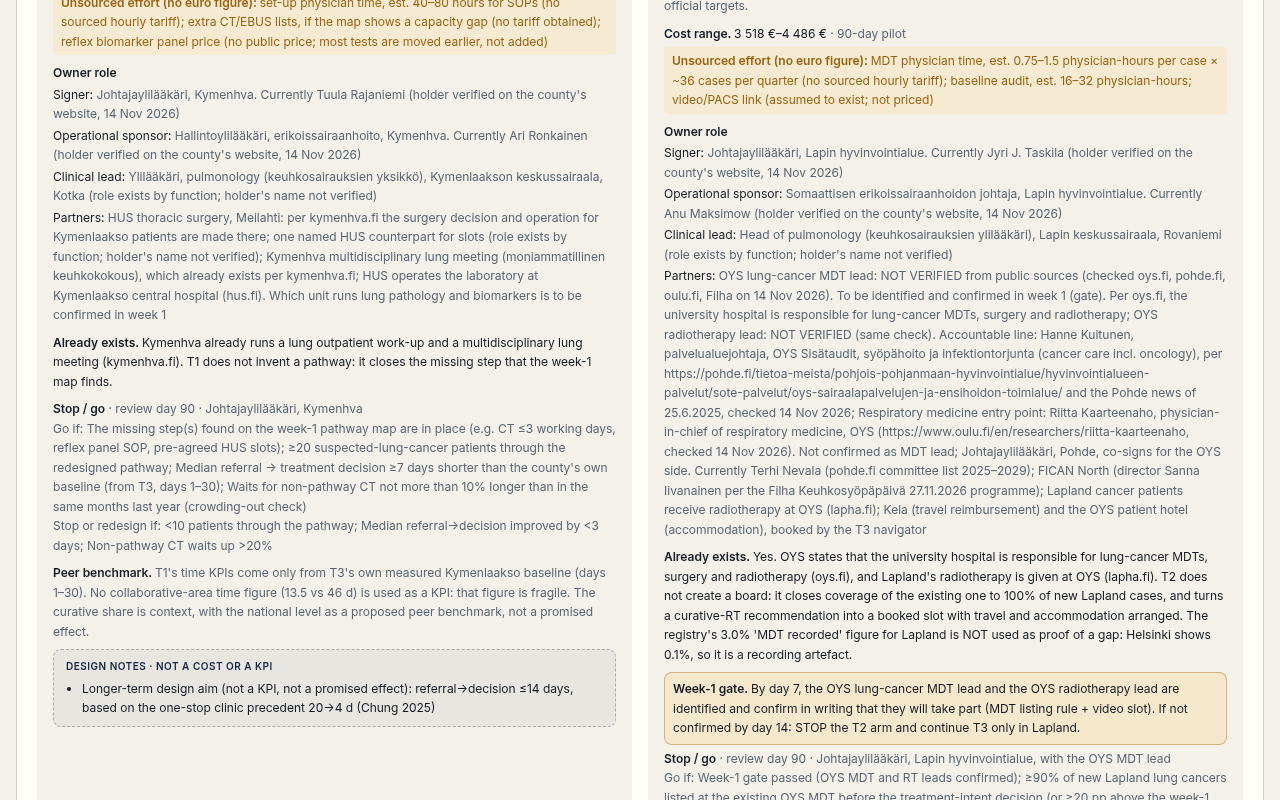 Unsourced effort (no euro figure): set-up physician time, est. 40–80 hours for SOPs (no
sourced hourly tariff); extra CT/EBUS lists, if the map shows a capacity gap (no tariff obtained);
reflex biomarker panel price (no public price; most tests are moved earlier, not added)
Owner role
Signer: Johtajaylilääkäri, Kymenhva. Currently Tuula Rajaniemi (holder verified on the county's
website, 14 Nov 2026)
Operational sponsor: Hallintoylilääkäri, erikoissairaanhoito, Kymenhva. Currently Ari Ronkainen
(holder verified on the county's website, 14 Nov 2026)
Clinical lead: Ylilääkäri, pulmonology (keuhkosairauksien yksikkö), Kymenlaakson keskussairaala,
Kotka (role exists by function; holder's name not verified)
Partners: HUS thoracic surgery, Meilahti: per kymenhva.fi the surgery decision and operation for
Kymenlaakso patients are made there; one named HUS counterpart for slots (role exists by
function; holder's name not verified); Kymenhva multidisciplinary lung meeting (moniammatillinen
keuhkokokous), which already exists per kymenhva.fi; HUS operates the laboratory at
Kymenlaakso central hospital (hus.fi). Which unit runs lung pathology and biomarkers is to be
confirmed in week 1
Already exists. Kymenhva already runs a lung outpatient work-up and a multidisciplinary lung
meeting (kymenhva.fi). T1 does not invent a pathway: it closes the missing step that the week-1
map finds.
Stop / go · review day 90 · Johtajaylilääkäri, Kymenhva
Go if: The missing step(s) found on the week-1 pathway map are in place (e.g. CT ≤3 working days,
reflex panel SOP, pre-agreed HUS slots); ≥20 suspected-lung-cancer patients through the
redesigned pathway; Median referral → treatment decision ≥7 days shorter than the county's own
baseline (from T3, days 1–30); Waits for non-pathway CT not more than 10% longer than in the
same months last year (crowding-out check)
Stop or redesign if: <10 patients through the pathway; Median referral→decision improved by <3
days; Non-pathway CT waits up >20%
Peer benchmark. T1's time KPIs come only from T3's own measured Kymenlaakso baseline (days
1–30). No collaborative-area time figure (13.5 vs 46 d) is used as a KPI: that figure is fragile. The
curative share is context, with the national level as a proposed peer benchmark, not a promised
effect.
DESIGN NOTES · NOT A COST OR A KPI
• Longer-term design aim (not a KPI, not a promised effect): referral→decision ≤14 days,
based on the one-stop clinic precedent 20→4 d (Chung 2025)
official targets.
Cost range. 3 518 €–4 486 € · 90-day pilot
Unsourced effort (no euro figure): MDT physician time, est. 0.75–1.5 physician-hours per case ×
~36 cases per quarter (no sourced hourly tariff); baseline audit, est. 16–32 physician-hours;
video/PACS link (assumed to exist; not priced)
Owner role
Signer: Johtajaylilääkäri, Lapin hyvinvointialue. Currently Jyri J. Taskila (holder verified on the
county's website, 14 Nov 2026)
Operational sponsor: Somaattisen erikoissairaanhoidon johtaja, Lapin hyvinvointialue. Currently
Anu Maksimow (holder verified on the county's website, 14 Nov 2026)
Clinical lead: Head of pulmonology (keuhkosairauksien ylilääkäri), Lapin keskussairaala, Rovaniemi
(role exists by function; holder's name not verified)
Partners: OYS lung-cancer MDT lead: NOT VERIFIED from public sources (checked oys.fi, pohde.fi,
oulu.fi, Filha on 14 Nov 2026). To be identified and confirmed in week 1 (gate). Per oys.fi, the
university hospital is responsible for lung-cancer MDTs, surgery and radiotherapy; OYS
radiotherapy lead: NOT VERIFIED (same check). Accountable line: Hanne Kuitunen,
palvelualuejohtaja, OYS Sisätaudit, syöpähoito ja infektiontorjunta (cancer care incl. oncology), per
https://pohde.fi/tietoa-meista/pohjois-pohjanmaan-hyvinvointialue/hyvinvointialueen-
palvelut/sote-palvelut/oys-sairaalapalvelujen-ja-ensihoidon-toimialue/ and the Pohde news of
25.6.2025, checked 14 Nov 2026; Respiratory medicine entry point: Riitta Kaarteenaho, physician-
in-chief of respiratory medicine, OYS (https://www.oulu.fi/en/researchers/riitta-kaarteenaho,
checked 14 Nov 2026). Not confirmed as MDT lead; Johtajaylilääkäri, Pohde, co-signs for the OYS
side. Currently Terhi Nevala (pohde.fi committee list 2025–2029); FICAN North (director Sanna
Iivanainen per the Filha Keuhkosyöpäpäivä 27.11.2026 programme); Lapland cancer patients
receive radiotherapy at OYS (lapha.fi); Kela (travel reimbursement) and the OYS patient hotel
(accommodation), booked by the T3 navigator
Already exists. Yes. OYS states that the university hospital is responsible for lung-cancer MDTs,
surgery and radiotherapy (oys.fi), and Lapland's radiotherapy is given at OYS (lapha.fi). T2 does
not create a board: it closes coverage of the existing one to 100% of new Lapland cases, and turns
a curative-RT recommendation into a booked slot with travel and accommodation arranged. The
registry's 3.0% 'MDT recorded' figure for Lapland is NOT used as proof of a gap: Helsinki shows
0.1%, so it is a recording artefact.
Week-1 gate. By day 7, the OYS lung-cancer MDT lead and the OYS radiotherapy lead are
identified and confirm in writing that they will take part (MDT listing rule + video slot). If not
confirmed by day 14: STOP the T2 arm and continue T3 only in Lapland.
Stop / go · review day 90 · Johtajaylilääkäri, Lapin hyvinvointialue, with the OYS MDT lead
Go if: Week-1 gate passed (OYS MDT and RT leads confirmed); ≥90% of new Lapland lung cancers
listed at the existing OYS MDT before the treatment-intent decision (or ≥20 pp above the week-1